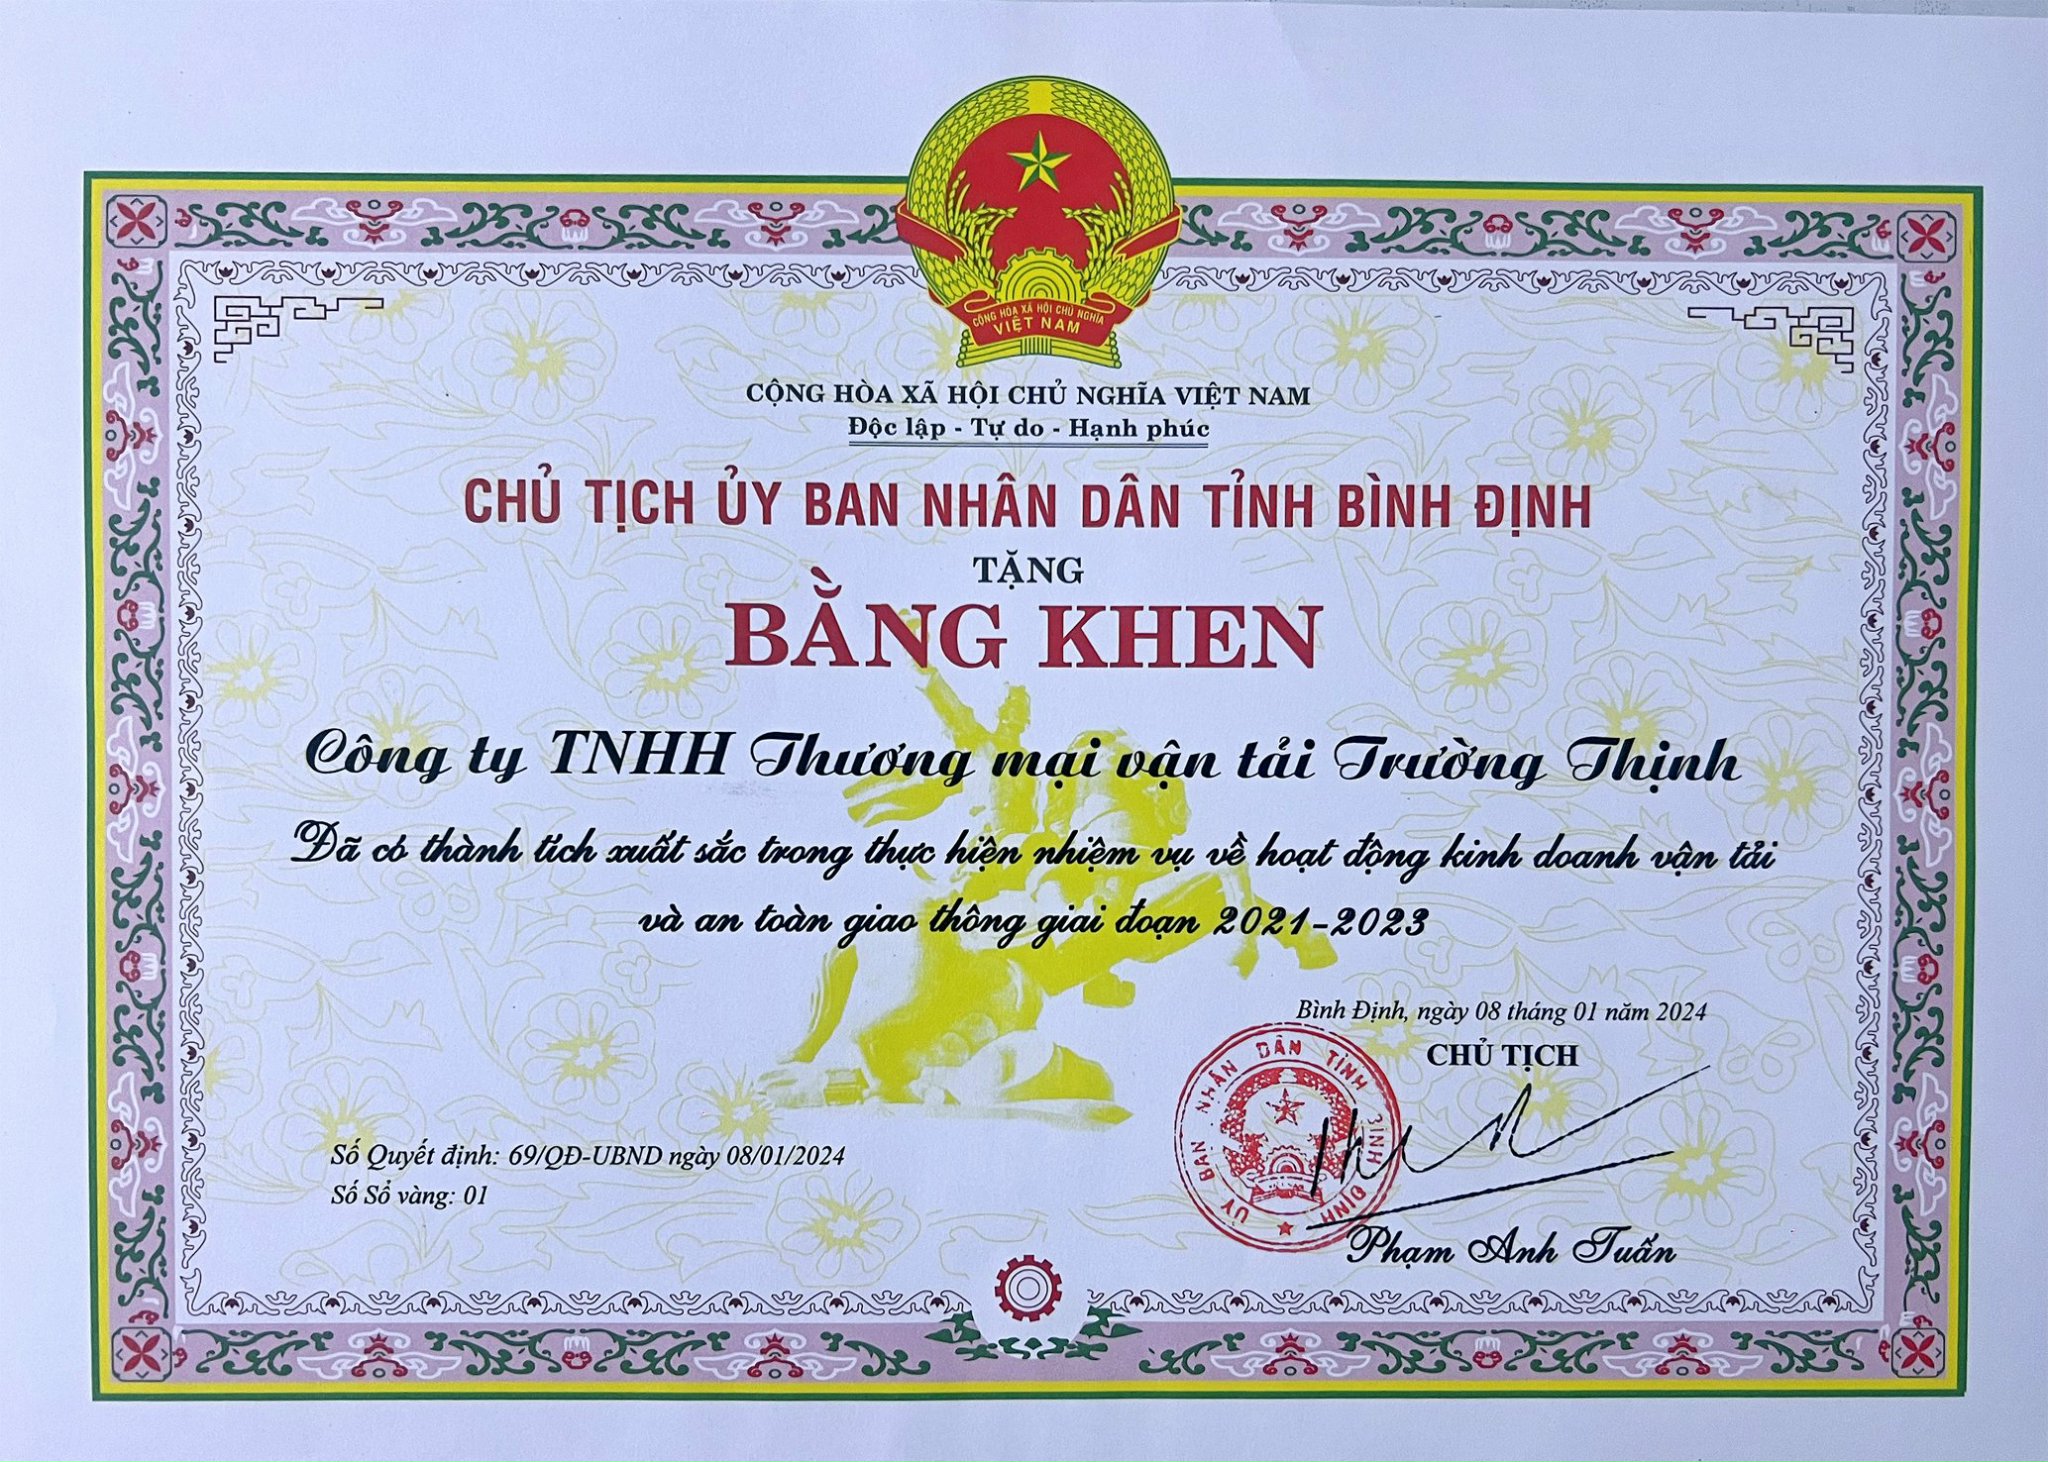 CỘNG HÒA XÃ HỘI CHỦ NGHĨA
VIỆT NAM
CỘNG HÒA XÃ HỘI CHỦ NGHĨA VIỆT NAM
Độc lập - Tự do - Hạnh phúc
CHỦ TỊCH ỦY BAN NHÂN DÂN TỈNH BÌNH ĐỊNH
TẶNG
BẰNG KHEN
Công ty TNHH Thương mại vận tải Trường Thịnh
Đã có thành tích xuất sắc trong thực hiện nhiệm vụ về hoạt động kinh doanh vận tải
và an toàn giao thông giai đoạn 2021-2023
Bình Định, ngày 08 tháng 01 năm 2024
CHỦ TỊCH
ỦY BAN NHÂN DÂN TỈNH BÌNH ĐỊNH
Số Quyết định: 69/QĐ-UBND ngày 08/01/2024
Số Sổ vàng: 01
Phạm Anh Tuấn